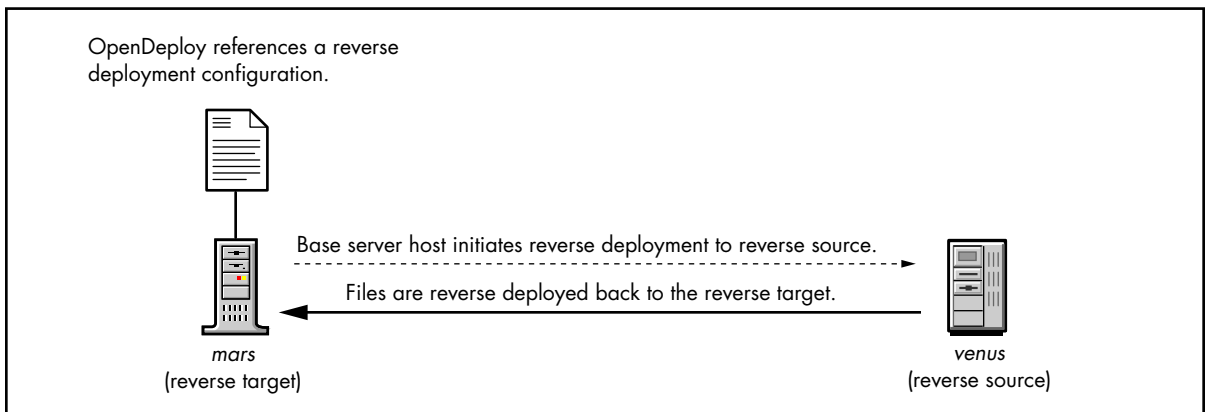 OpenDeploy references a reverse
deployment configuration.
Base server host initiates reverse deployment to reverse source.
Files are reverse deployed back to the reverse target.
mars
(reverse target)
venus
(reverse source)